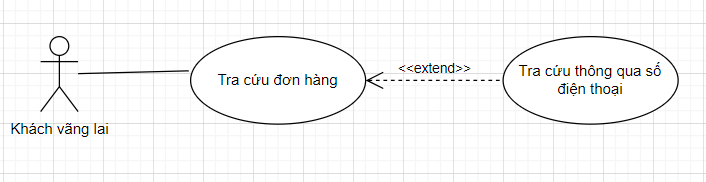 Khách vãng lai
Tra cứu đơn hàng
<<extend>>
Tra cứu thông qua số
điện thoại